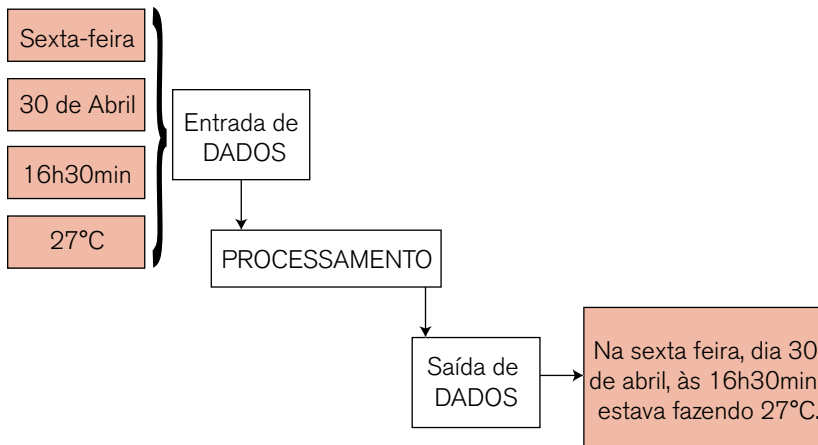 Sexta-feira
30 de Abril
16h30min
27°C
Entrada de
DADOS
PROCESSAMENTO
Saída de
DADOS
Na sexta feira, dia 30
de abril, às 16h30min
estava fazendo 27°C.